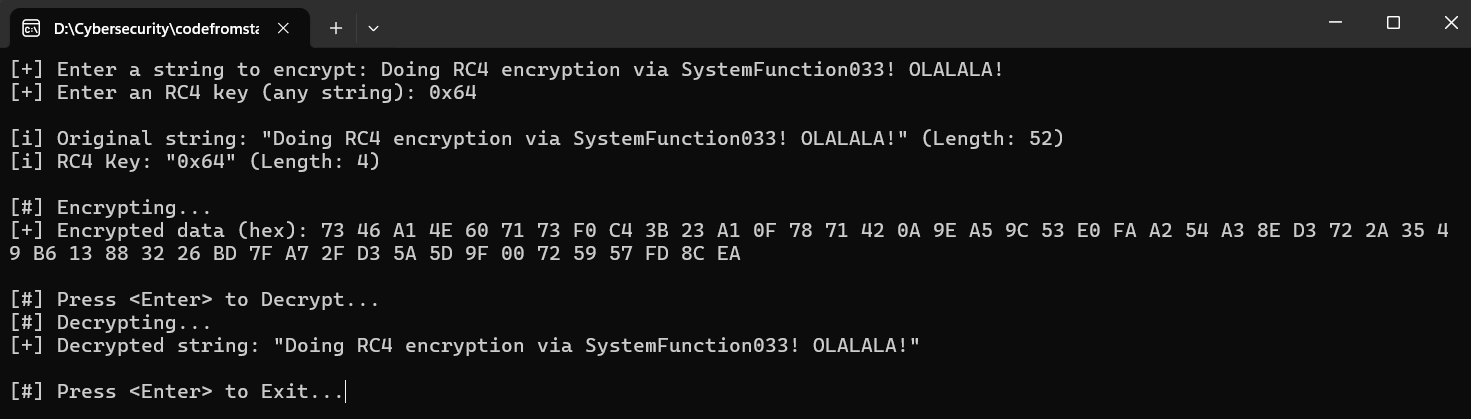 D:\Cybersecurity\codefromsta
[+] Enter a string to encrypt: Doing RC4 encryption via SystemFunction033! OLALALA!
[+] Enter an RC4 key (any string): 0x64
[i] Original string: "Doing RC4 encryption via SystemFunction033! OLALALA!" (Length: 52)
[i] RC4 Key: "0x64" (Length: 4)
[#] Encrypting...
[+] Encrypted data (hex): 73 46 A1 4E 60 71 73 F0 C4 3B 23 A1 0F 78 71 42 0A 9E A5 9C 53 E0 FA A2 54 A3 8E D3 72 2A 35 4
9 B6 13 88 32 26 BD 7F A7 2F D3 5A 5D 9F 00 72 59 57 FD 8C EA
[#] Press <Enter> to Decrypt...
[#] Decrypting...
[+] Decrypted string: "Doing RC4 encryption via SystemFunction033! OLALALA!"
[#] Press <Enter> to Exit...